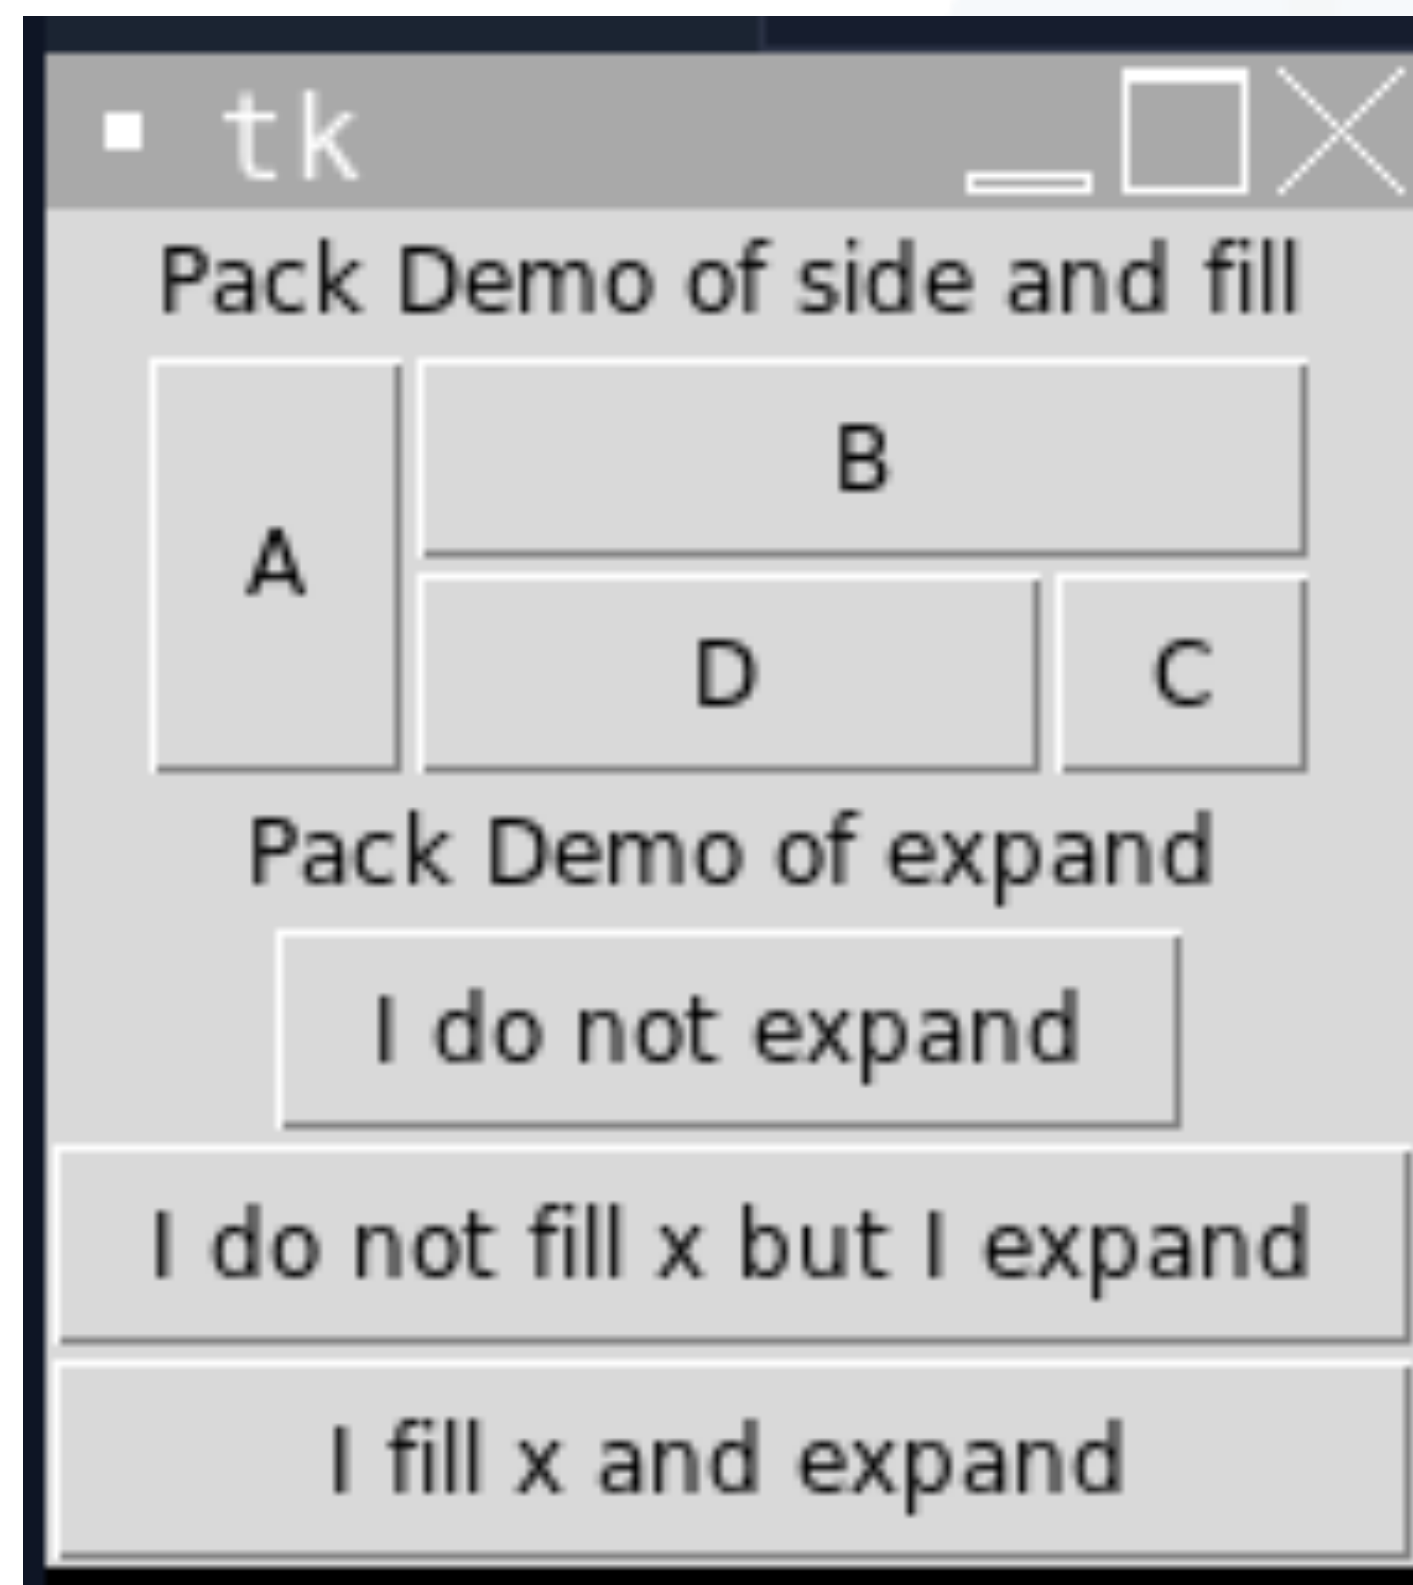 tk
Pack Demo of side and fill
B
A
D C
Pack Demo of expand
I do not expand
I do not fill x but I expand
I fill x and expand